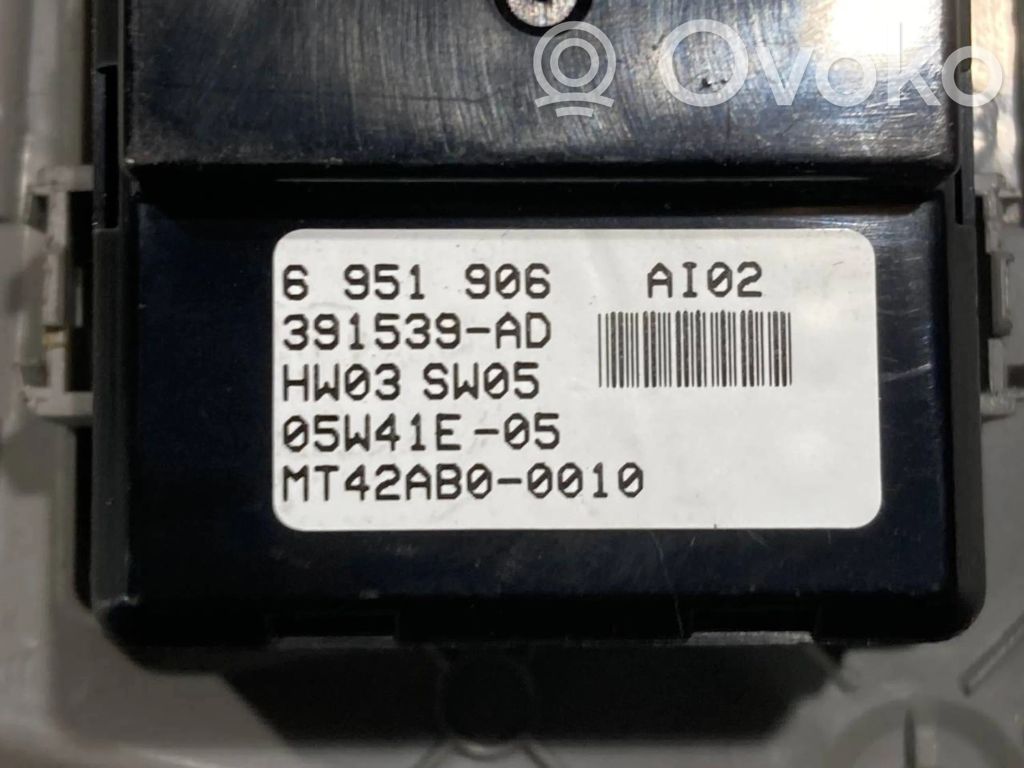 Ovoko
6 951 906 AI02
391539-AD
HW03 SW05
05W41E-05
MT42AB0-0010